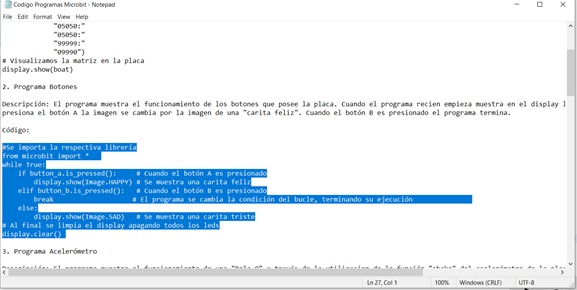 Codigo Programas Microbit - Notepad
File Edit Format View Help
"05050:"
"05050:"
"99999:"
"09990")
# Visualizamos la matriz en la placa
display.show(boat)
2. Programa Botones
Descripción: El programa muestra el funcionamiento de los botones que posee la placa. Cuando el programa recien empieza muestra en el display l
presiona el botón A la imagen se cambia por la imagen de una "carita feliz". Cuando el botón B es presionado el programa termina.
Código:
#Se importa la respectiva librería
from microbit import *
while True:
if button_a.is_pressed(): # Cuando el botón A es presionado
display.show(Image.HAPPY) # Se muestra una carita feliz
elif button_b.is_pressed: # Cuando el botón B es presionado
break # El programa se cambia la condición del bucle, terminando su ejecución
else:
display.show(Image.SAD) # Se muestra una carita triste
# Al final se limpia el display apagando todos los leds
display.clear()
3. Programa Acelerómetro
Ln 27, Col 1 100% Windows (CRLF) UTF-8